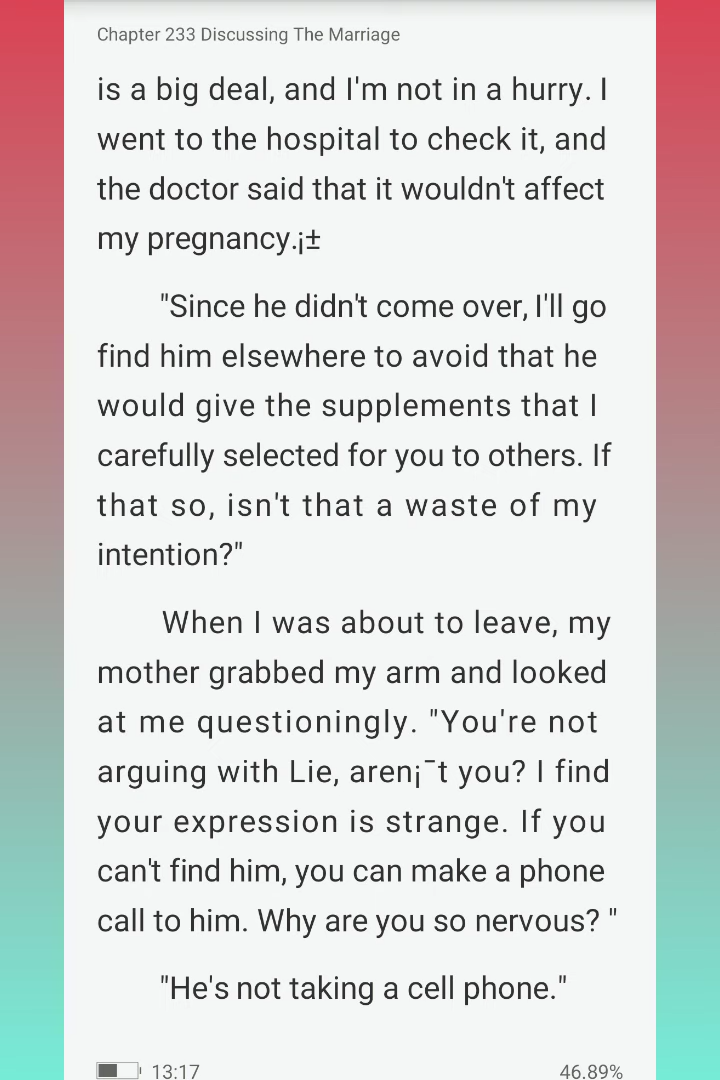 Chapter 233 Discussing The Marriage
is a big deal, and I'm not in a hurry. I
went to the hospital to check it, and
the doctor said that it wouldn't affect
my pregnancy.¡±
"Since he didn't come over, I'll go
find him elsewhere to avoid that he
would give the supplements that I
carefully selected for you to others. If
that so, isn't that a waste of my
intention?"
When I was about to leave, my
mother grabbed my arm and looked
at me questioningly. "You're not
arguing with Lie, aren¡¯t you? I find
your expression is strange. If you
can't find him, you can make a phone
call to him. Why are you so nervous? "
"He's not taking a cell phone."
13:17 46.89%